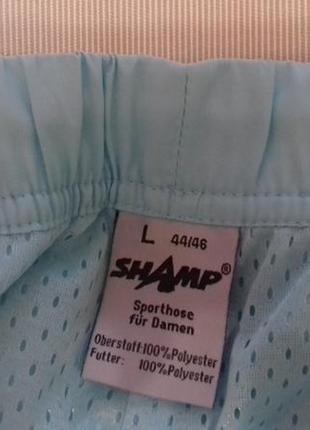 L 44/46
SHAMP®
Sporthose
für Damen
Oberstoff:100%Polyester
Futter: 100%Polyester